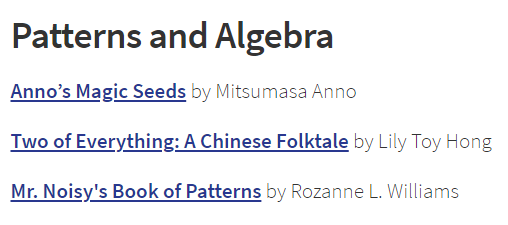 Patterns and Algebra
Anno’s Magic Seeds by Mitsumasa Anno
Two of Everything: A Chinese Folktale by Lily Toy Hong
Mr. Noisy's Book of Patterns by Rozanne L. Williams